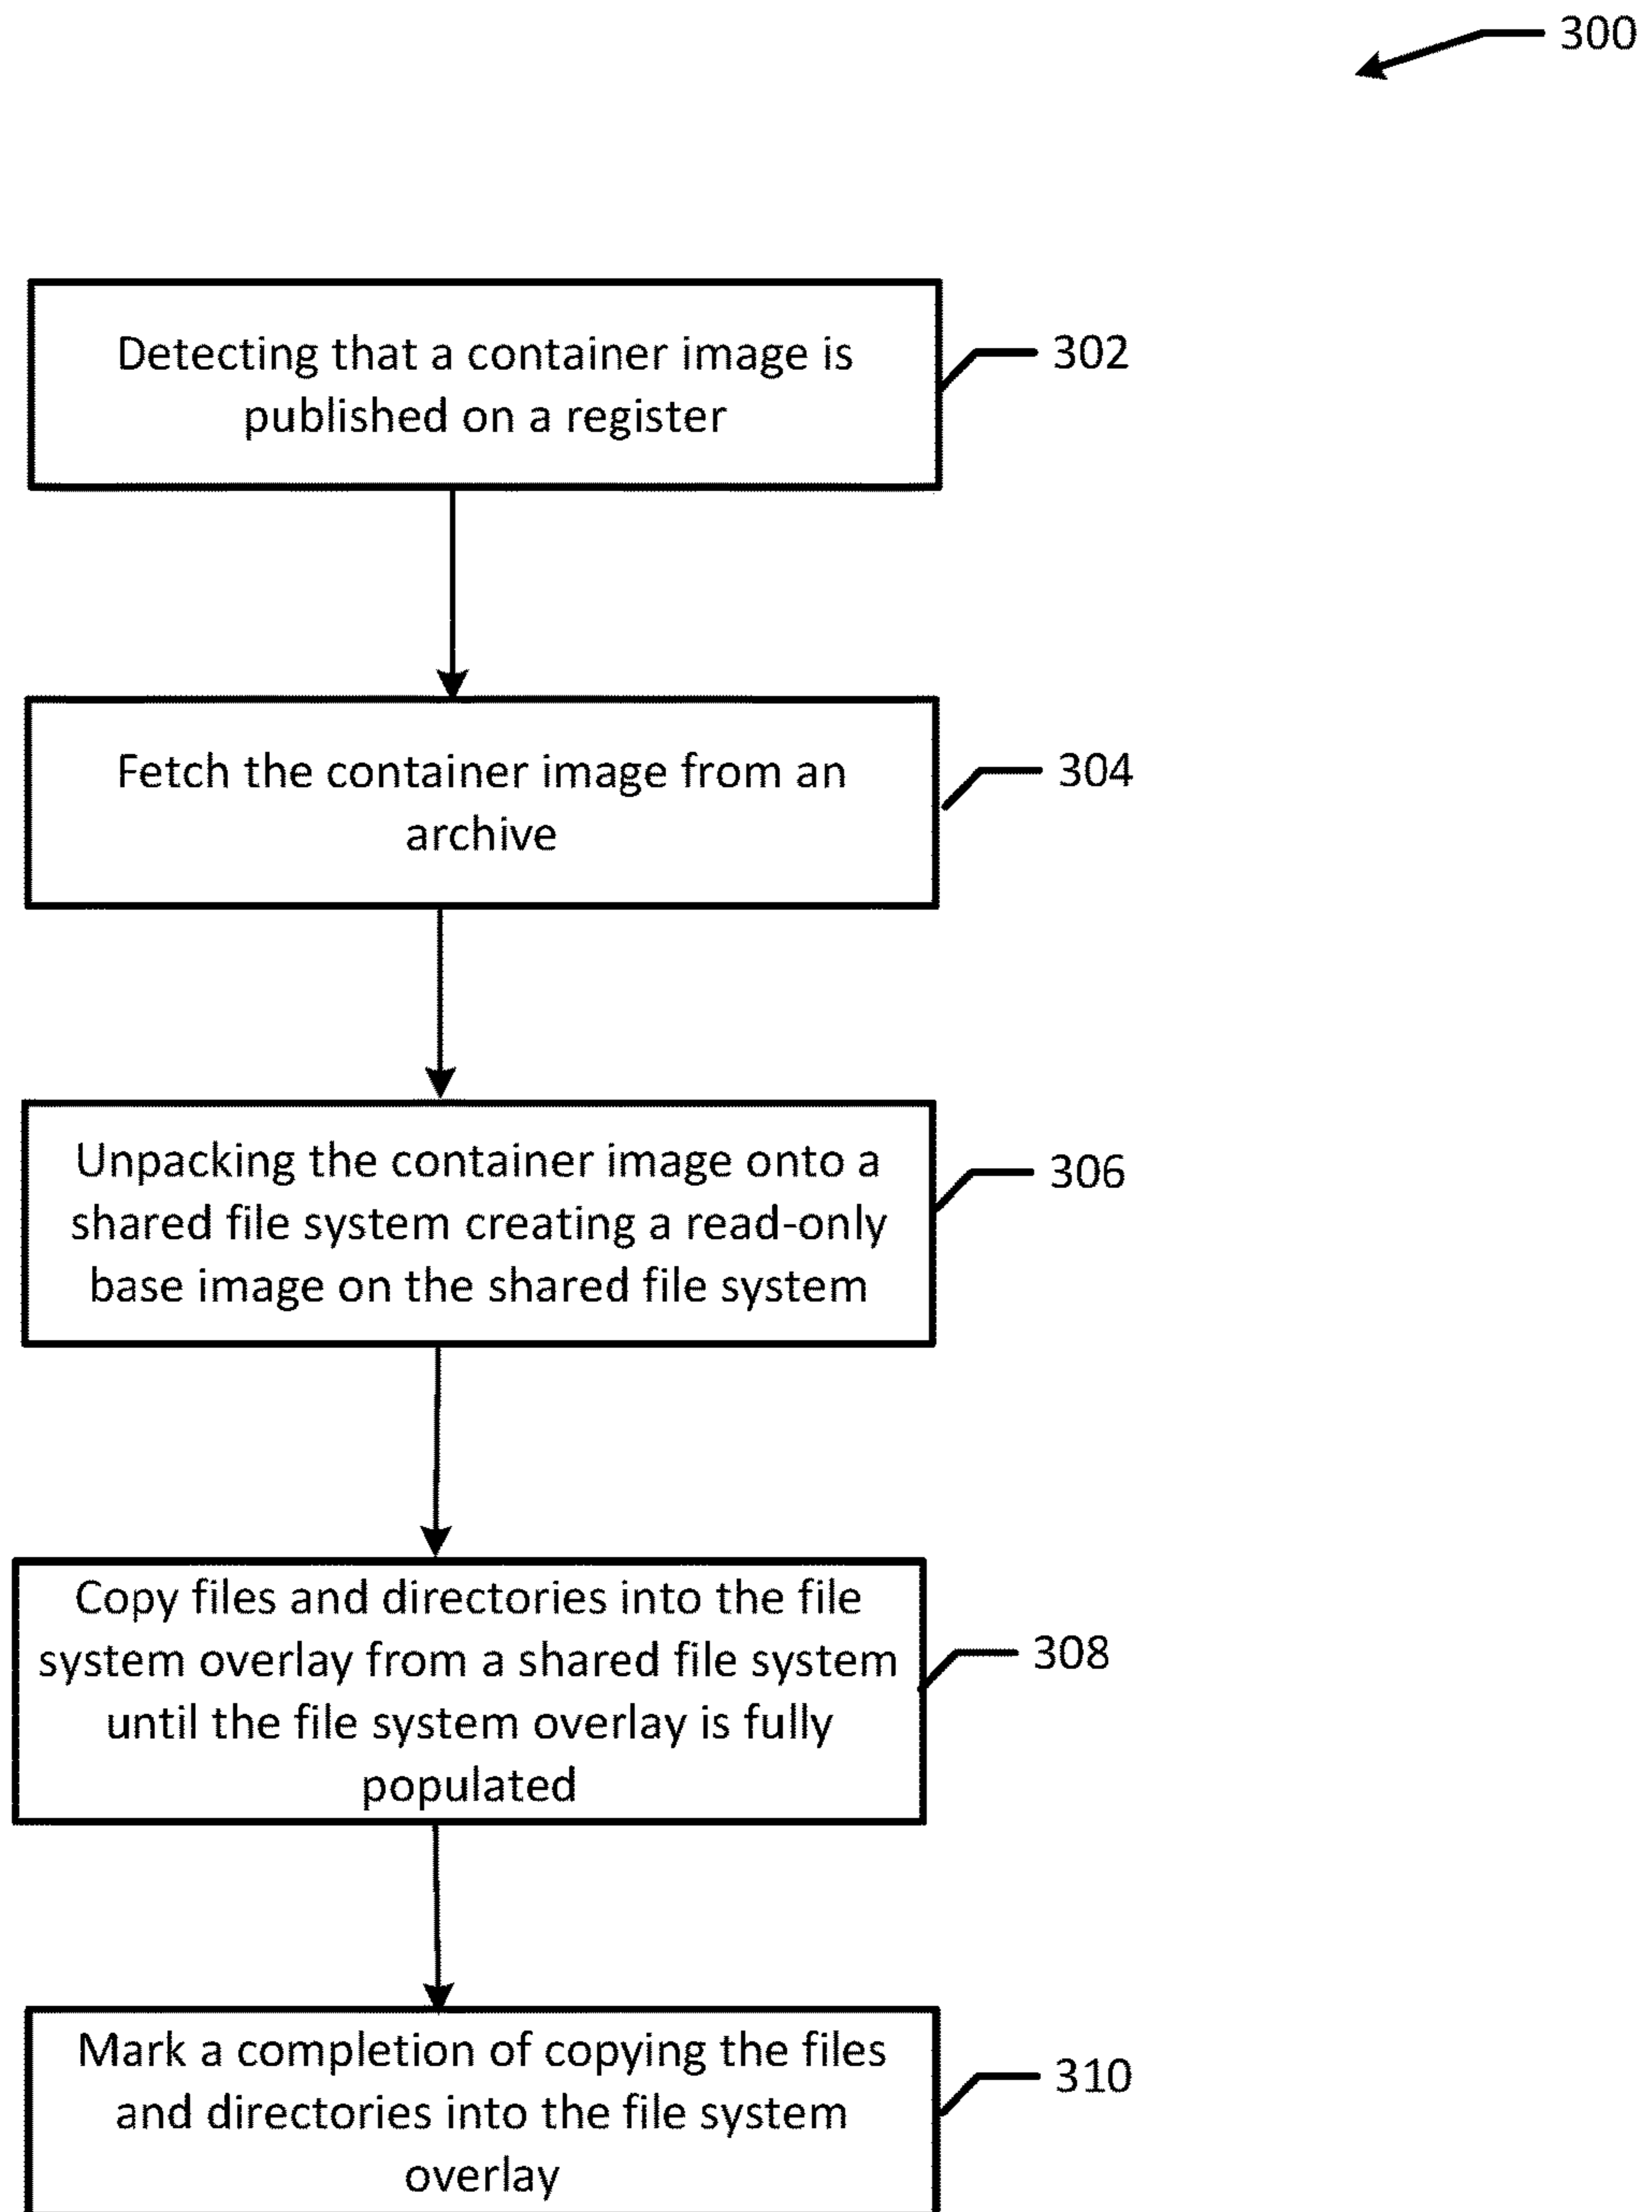 300
Detecting that a container image is
published on a register
302
Fetch the container image from an
archive
304
Unpacking the container image onto a
shared file system creating a read-only
base image on the shared file system
306
Copy files and directories into the file
system overlay from a shared file system
until the file system overlay is fully
populated
308
Mark a completion of copying the files
and directories into the file system
overlay
310